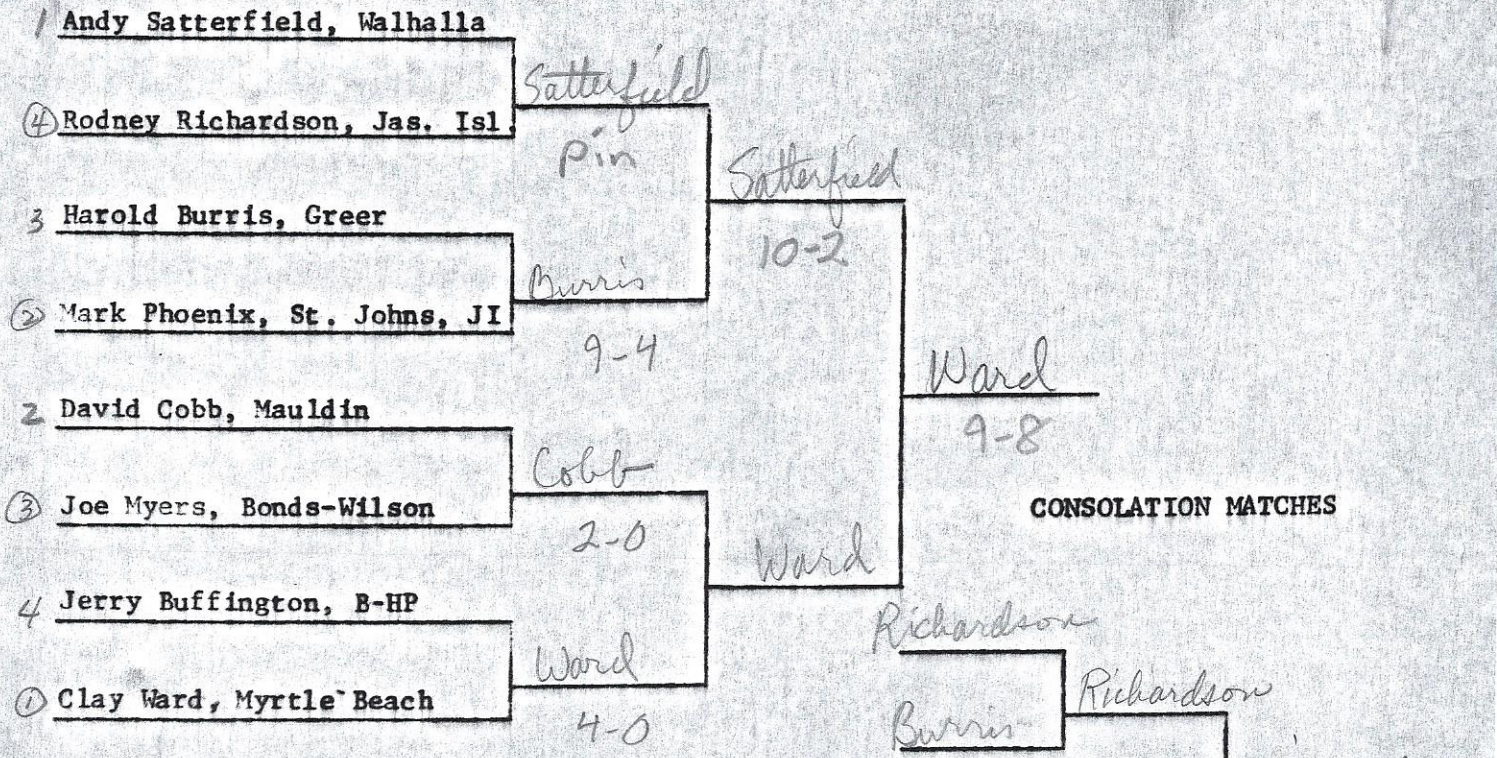 1 Andy Satterfield, Walhalla
Satterfield
④ Rodney Richardson, Jas. Isl.
pin
Satterfield
3 Harold Burris, Greer
10-2
Burris
② Mark Phoenix, St. Johns, JI
9-4
Ward
2 David Cobb, Mauldin
9-8
Cobb
③ Joe Myers, Bonds-Wilson
CONSOLATION MATCHES
2-0
Ward
4 Jerry Buffington, B-HP
Richardson
Ward
① Clay Ward, Myrtle Beach
Richardson
4-0
Burris